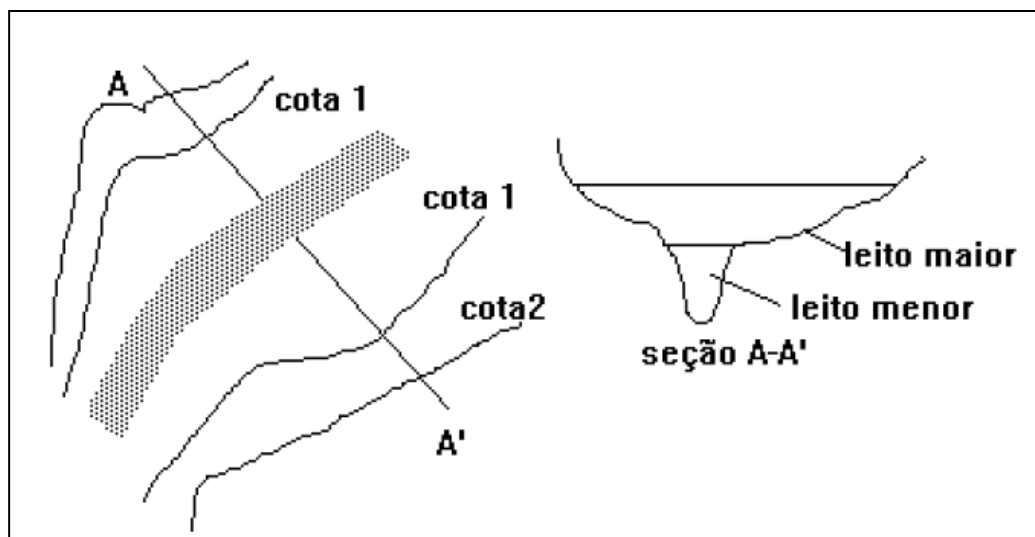 A
cota 1
cota 1
cota2
A'
leito maior
leito menor
seção A-A'